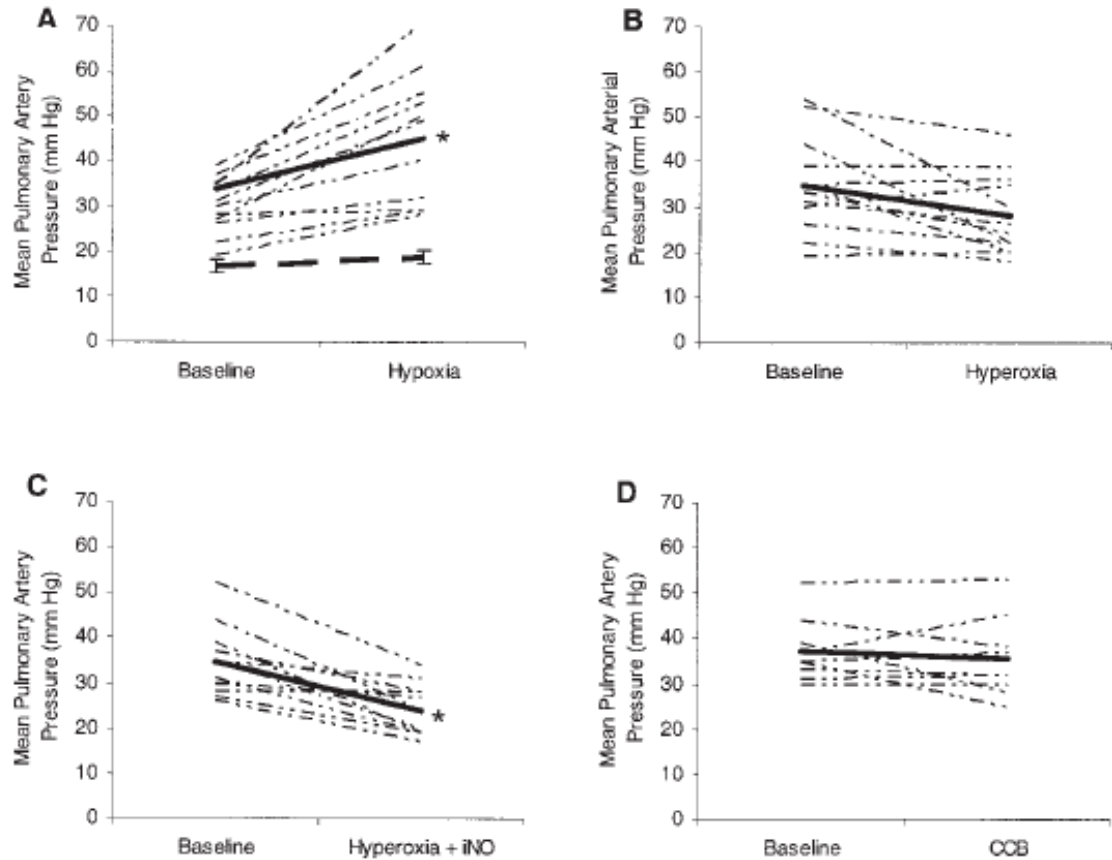 A
Mean Pulmonary Artery
Pressure (mm Hg)
70
60
50
40
30
20
10
0
*
Baseline
Hypoxia
B
Mean Pulmonary Arterial
Pressure (mm Hg)
70
60
50
40
30
20
10
0
Baseline
Hyperoxia
C
Mean Pulmonary Artery
Pressure (mm Hg)
70
60
50
40
30
20
10
0
*
Baseline
Hyperoxia + iNO
D
Mean Pulmonary Artery
Pressure (mm Hg)
70
60
50
40
30
20
10
0
Baseline
CCB